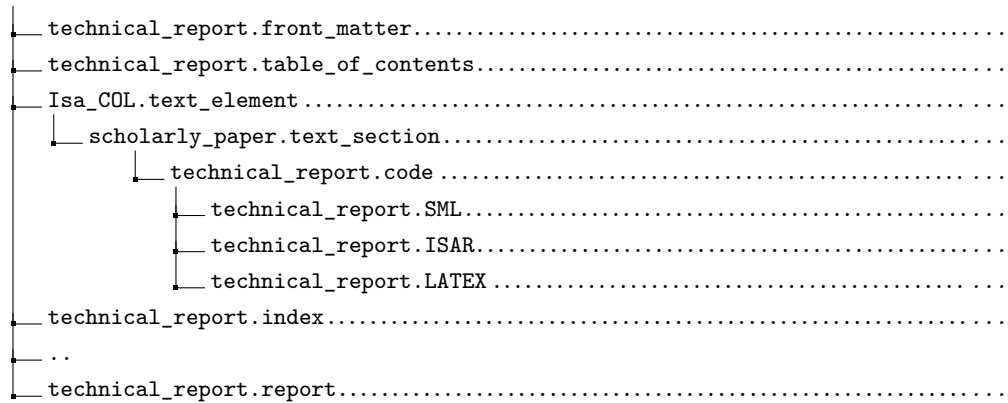 technical_report.front_matter........................................................
technical_report.table_of_contents..................................................
Isa_COL.text_element...................................................................
scholarly_paper.text_section.....................................................
technical_report.code....................................................
technical_report.SML.................................................
technical_report.ISAR................................................
technical_report.LATEX...............................................
technical_report.index................................................................
..
technical_report.report...............................................................